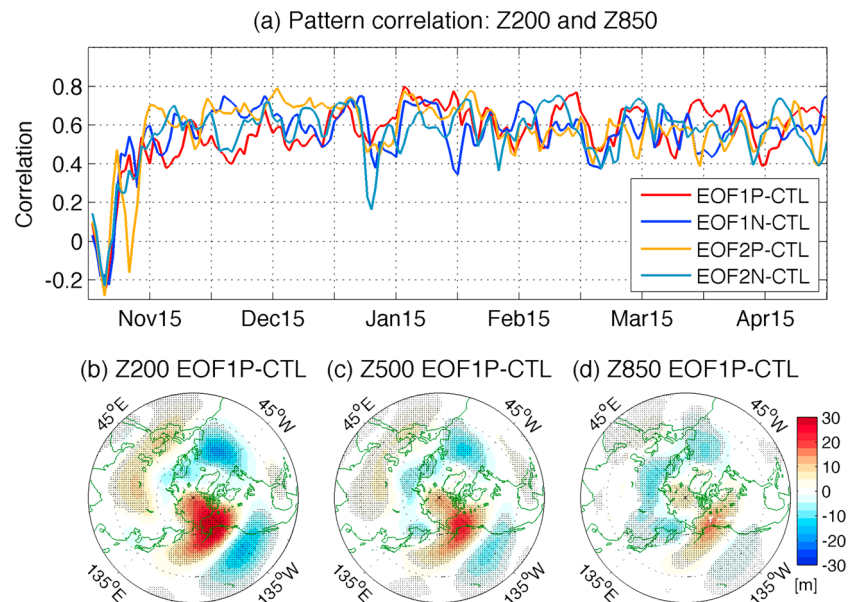 (a) Pattern correlation: Z200 and Z850
Correlation
0.8
0.6
0.4
0.2
0
-0.2
EOF1P-CTL
EOF1N-CTL
EOF2P-CTL
EOF2N-CTL
Nov15 Dec15 Jan15 Feb15 Mar15 Apr15
(b) Z200 EOF1P-CTL (c) Z500 EOF1P-CTL (d) Z850 EOF1P-CTL
45°E 45°W 45°E 45°W 45°E 45°W
30
20
10
0
-10
-20
-30
[m]
135°E 135°W 135°E 135°W 135°E 135°W